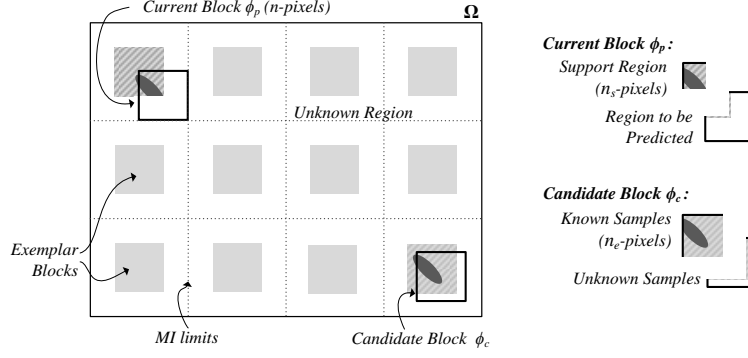 Current Block ϕp (n-pixels)
Ω
Unknown Region
Exemplar
Blocks
MI limits
Candidate Block ϕc
Current Block ϕp:
Support Region
(ns-pixels)
Region to be
Predicted
Candidate Block ϕc:
Known Samples
(ne-pixels)
Unknown Samples